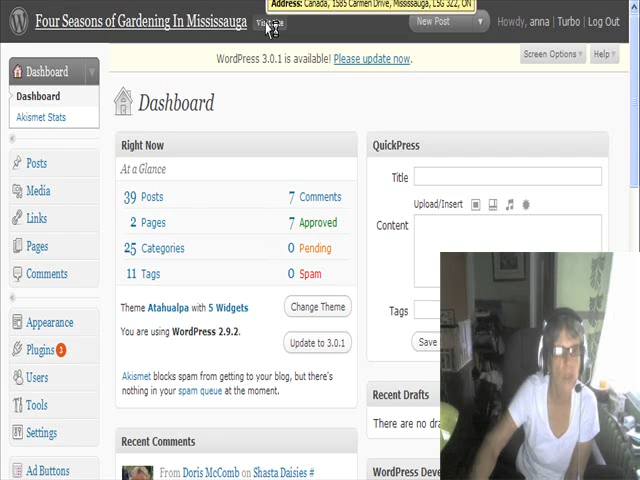 Address: Canada, 1585 Carmen Drive, Mississauga, L5G 3Z2, ON
Four Seasons of Gardening In Mississauga
New Post
Howdy, anna | Turbo | Log Out
WordPress 3.0.1 is available! Please update now.
Screen Options
Help
Dashboard
Dashboard
Akismet Stats
Posts
Media
Links
Pages
Comments
Appearance
Plugins 3
Users
Tools
Settings
Ad Buttons
Dashboard
Right Now
At a Glance
39 Posts 7 Comments
2 Pages 7 Approved
25 Categories 0 Pending
11 Tags 0 Spam
Theme Atahualpa with 5 Widgets
Change Theme
You are using WordPress 2.9.2.
Update to 3.0.1
Akismet blocks spam from getting to your blog, but there's
nothing in your spam queue at the moment.
Recent Comments
From Doris McComb on Shasta Daisies #
QuickPress
Title
Upload/Insert
Content
Tags
Save
Recent Drafts
There are no
WordPress